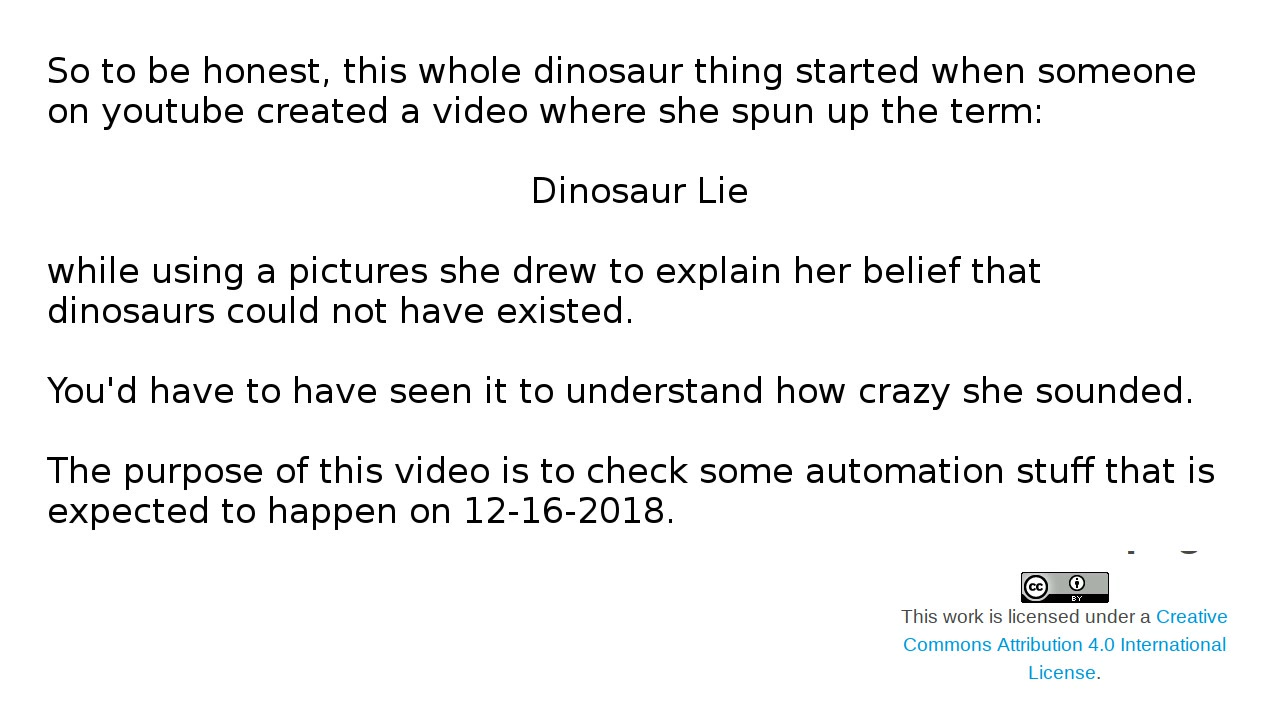 So to be honest, this whole dinosaur thing started when someone
on youtube created a video where she spun up the term:
Dinosaur Lie
while using a pictures she drew to explain her belief that
dinosaurs could not have existed.
You'd have to have seen it to understand how crazy she sounded.
The purpose of this video is to check some automation stuff that is
expected to happen on 12-16-2018.
cc BY
This work is licensed under a Creative
Commons Attribution 4.0 International
License.